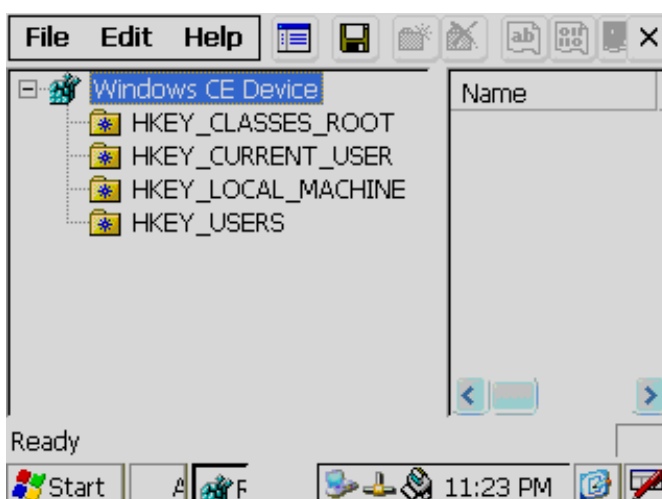 File Edit Help
Windows CE Device
HKEY_CLASSES_ROOT
HKEY_CURRENT_USER
HKEY_LOCAL_MACHINE
HKEY_USERS
Name
Ready
Start A F 11:23 PM